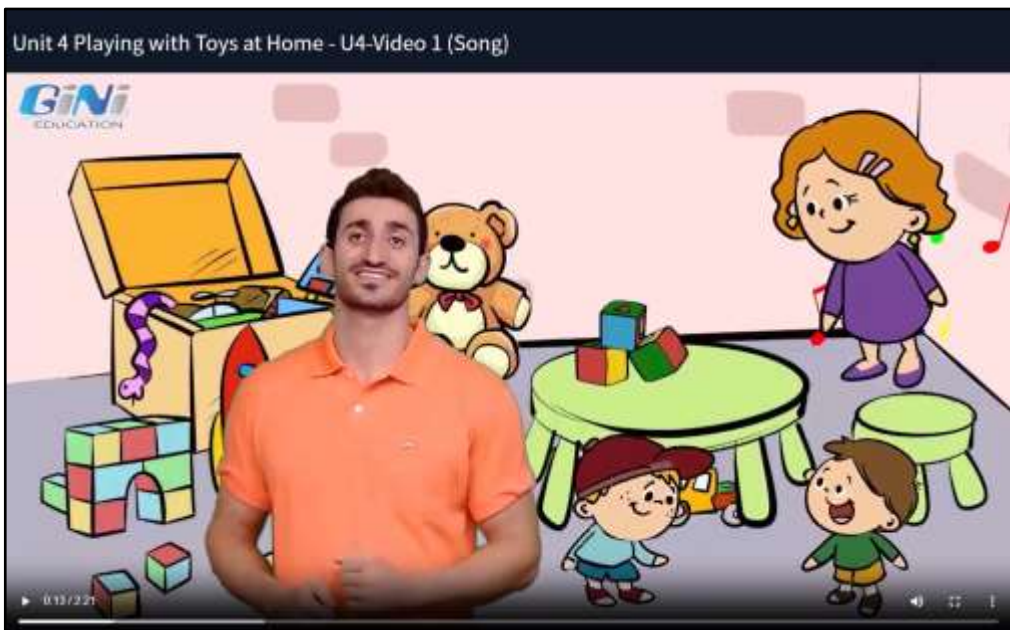 Unit 4 Playing with Toys at Home - U4-Video 1 (Song)
GiNi
EDUCATION
0:13 / 2:21